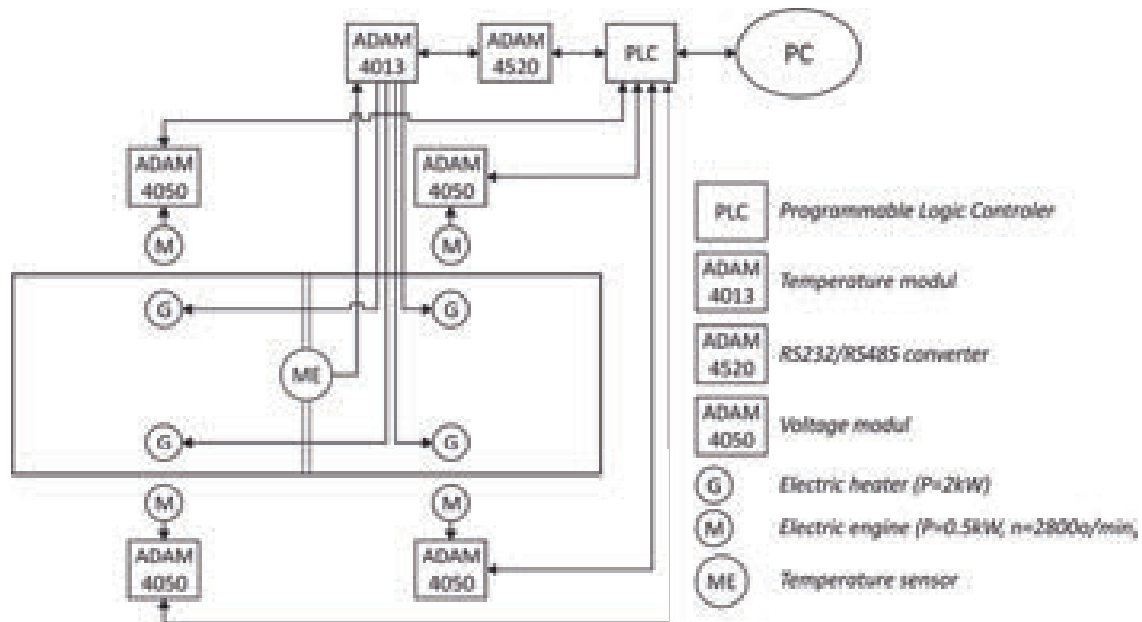 ADAM
4013
ADAM
4520
PLC
PC
ADAM
4050
ADAM
4050
M
M
G
G
ME
G
G
M
M
ADAM
4050
ADAM
4050
PLC Programmable Logic Controler
ADAM
4013
Temperature modul
ADAM
4520
RS232/RS485 converter
ADAM
4050
Voltage modul
G Electric heater (P=2kW)
M Electric engine (P=0.5kW, n=2800o/min,
ME Temperature sensor